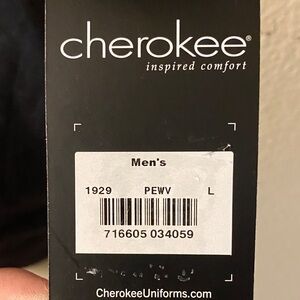 cherokee®
inspired comfort
Men's
1929 PEWV L
716605 034059
CherokeeUniforms.com